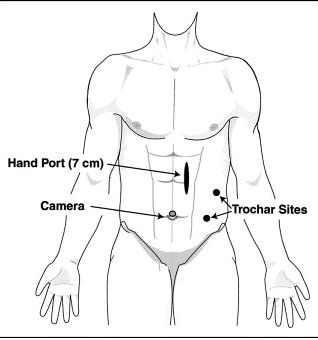 Hand Port (7 cm)
Camera
Trochar Sites